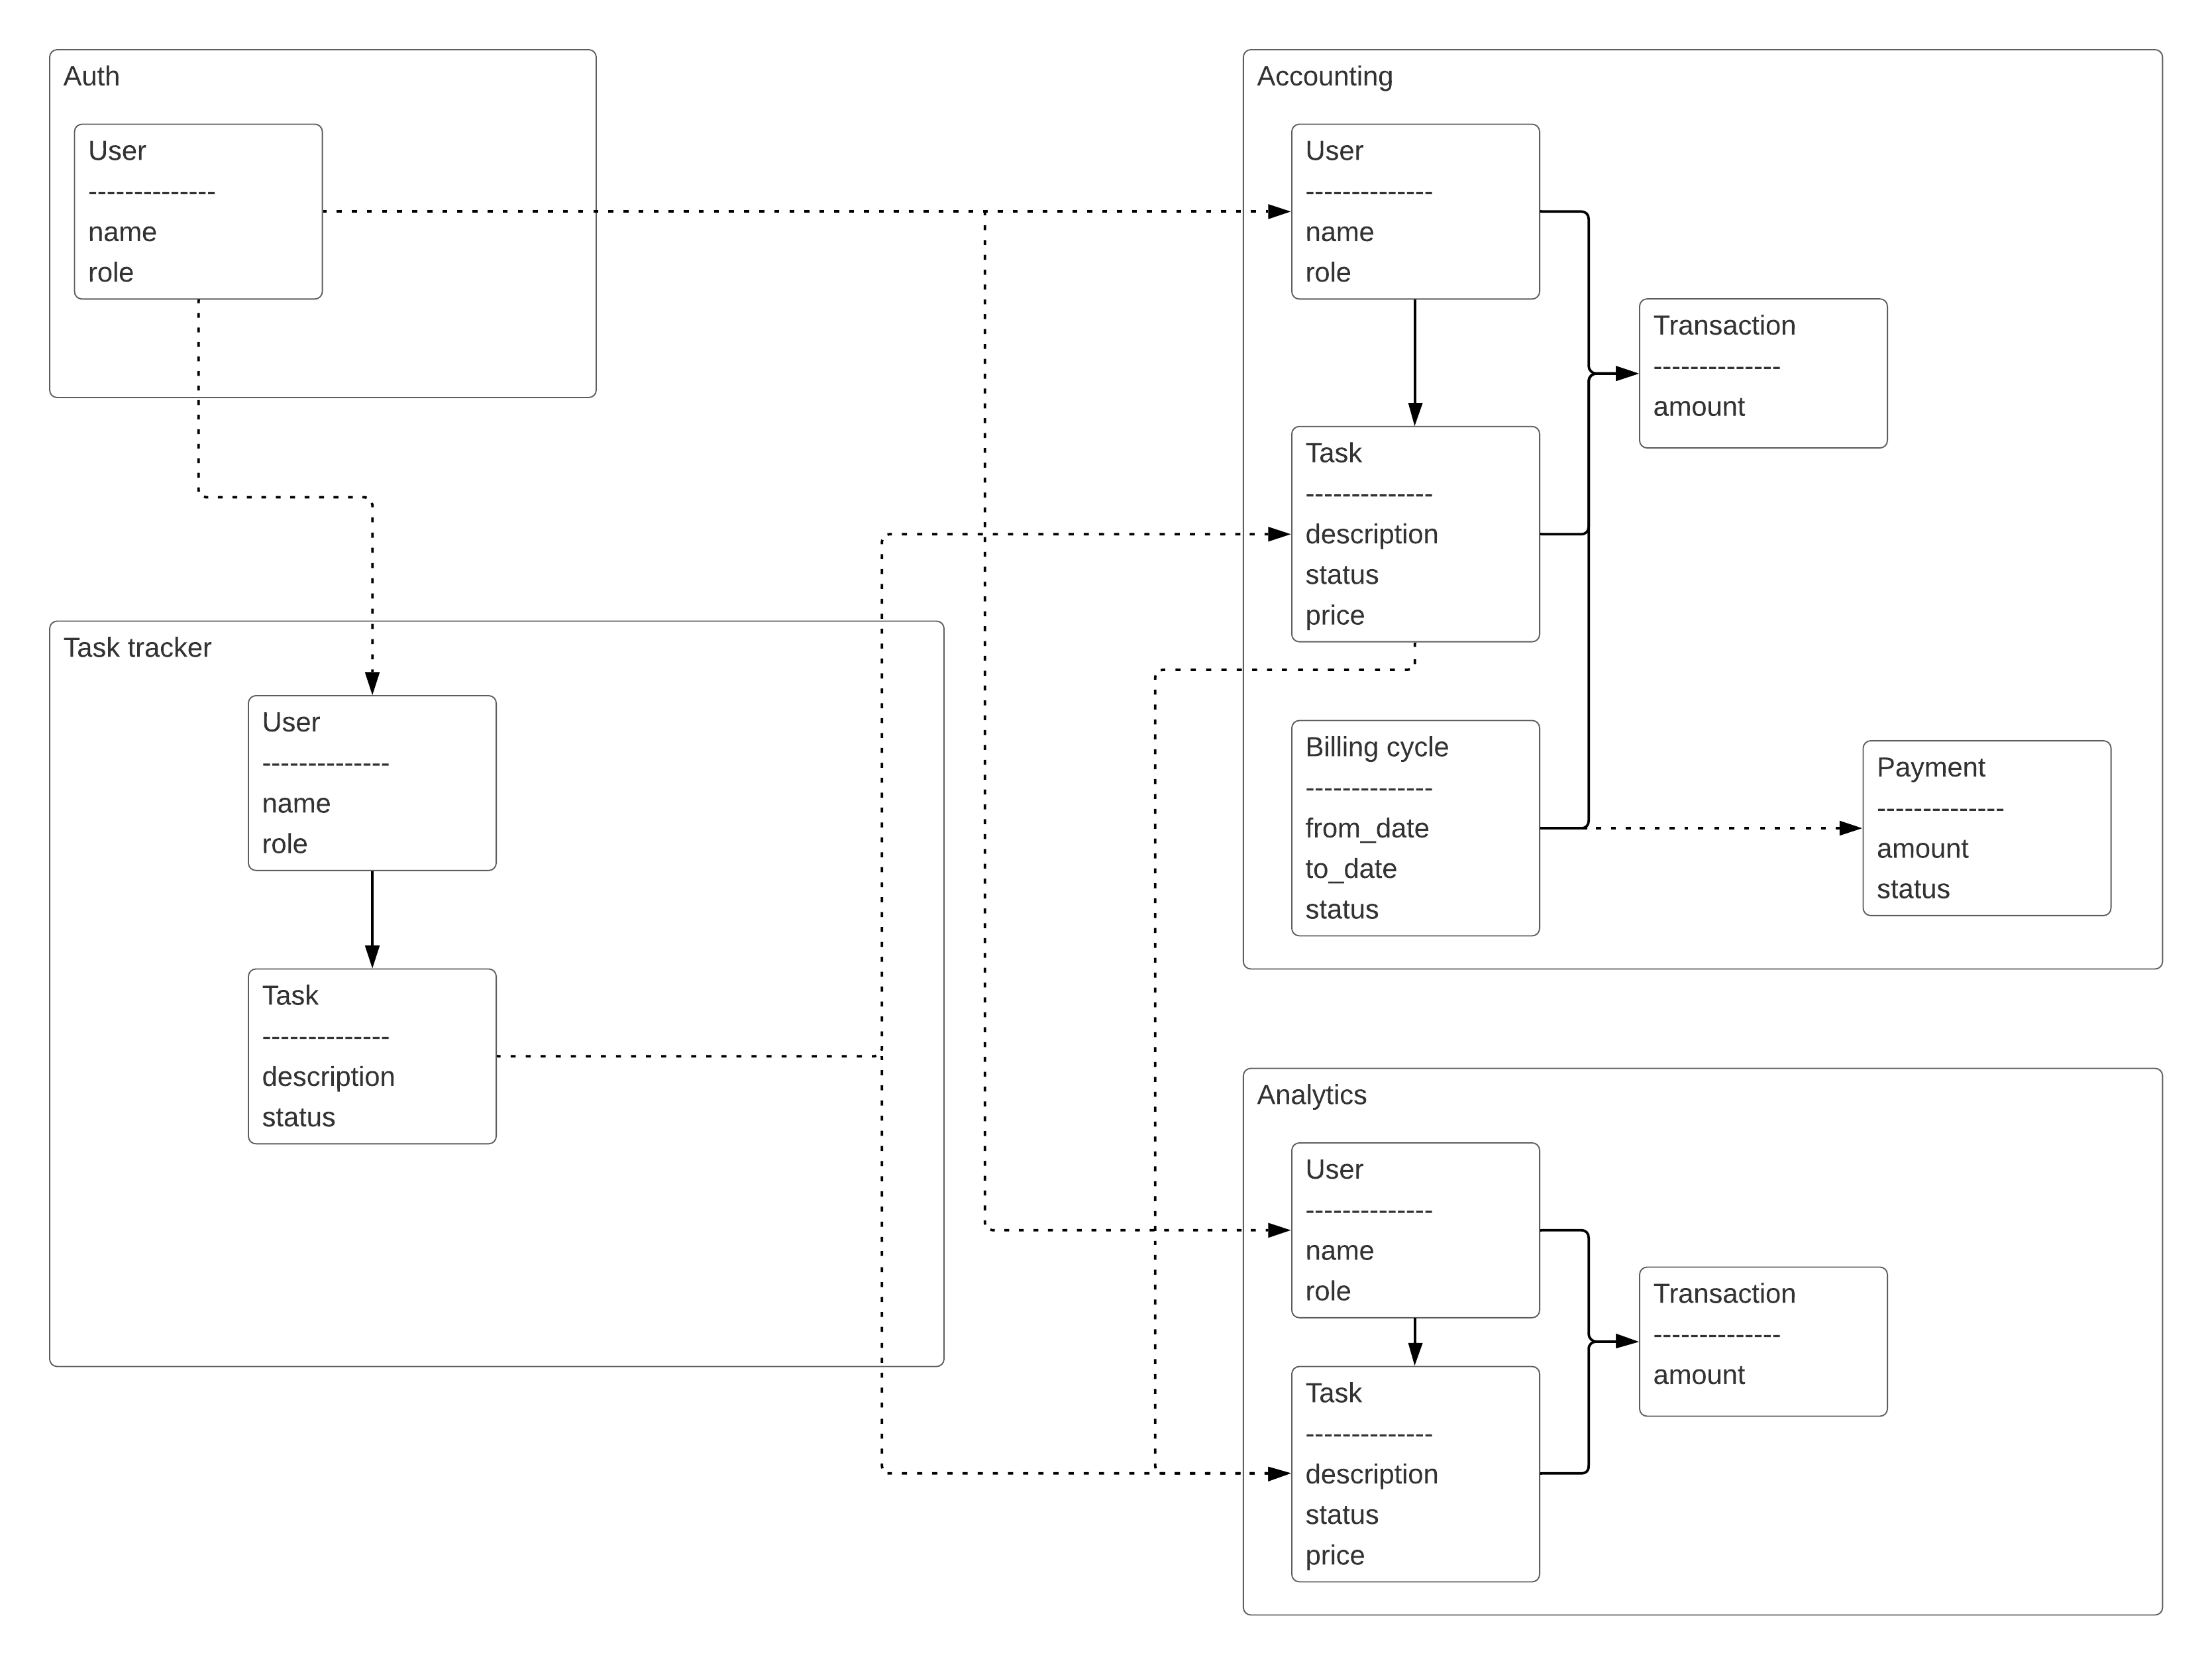 Auth
User
--------------
name
role
Task tracker
User
--------------
name
role
Task
--------------
description
status
Accounting
User
--------------
name
role
Transaction
--------------
amount
Task
--------------
description
status
price
Billing cycle
--------------
from_date
to_date
status
Payment
--------------
amount
status
Analytics
User
--------------
name
role
Transaction
--------------
amount
Task
--------------
description
status
price